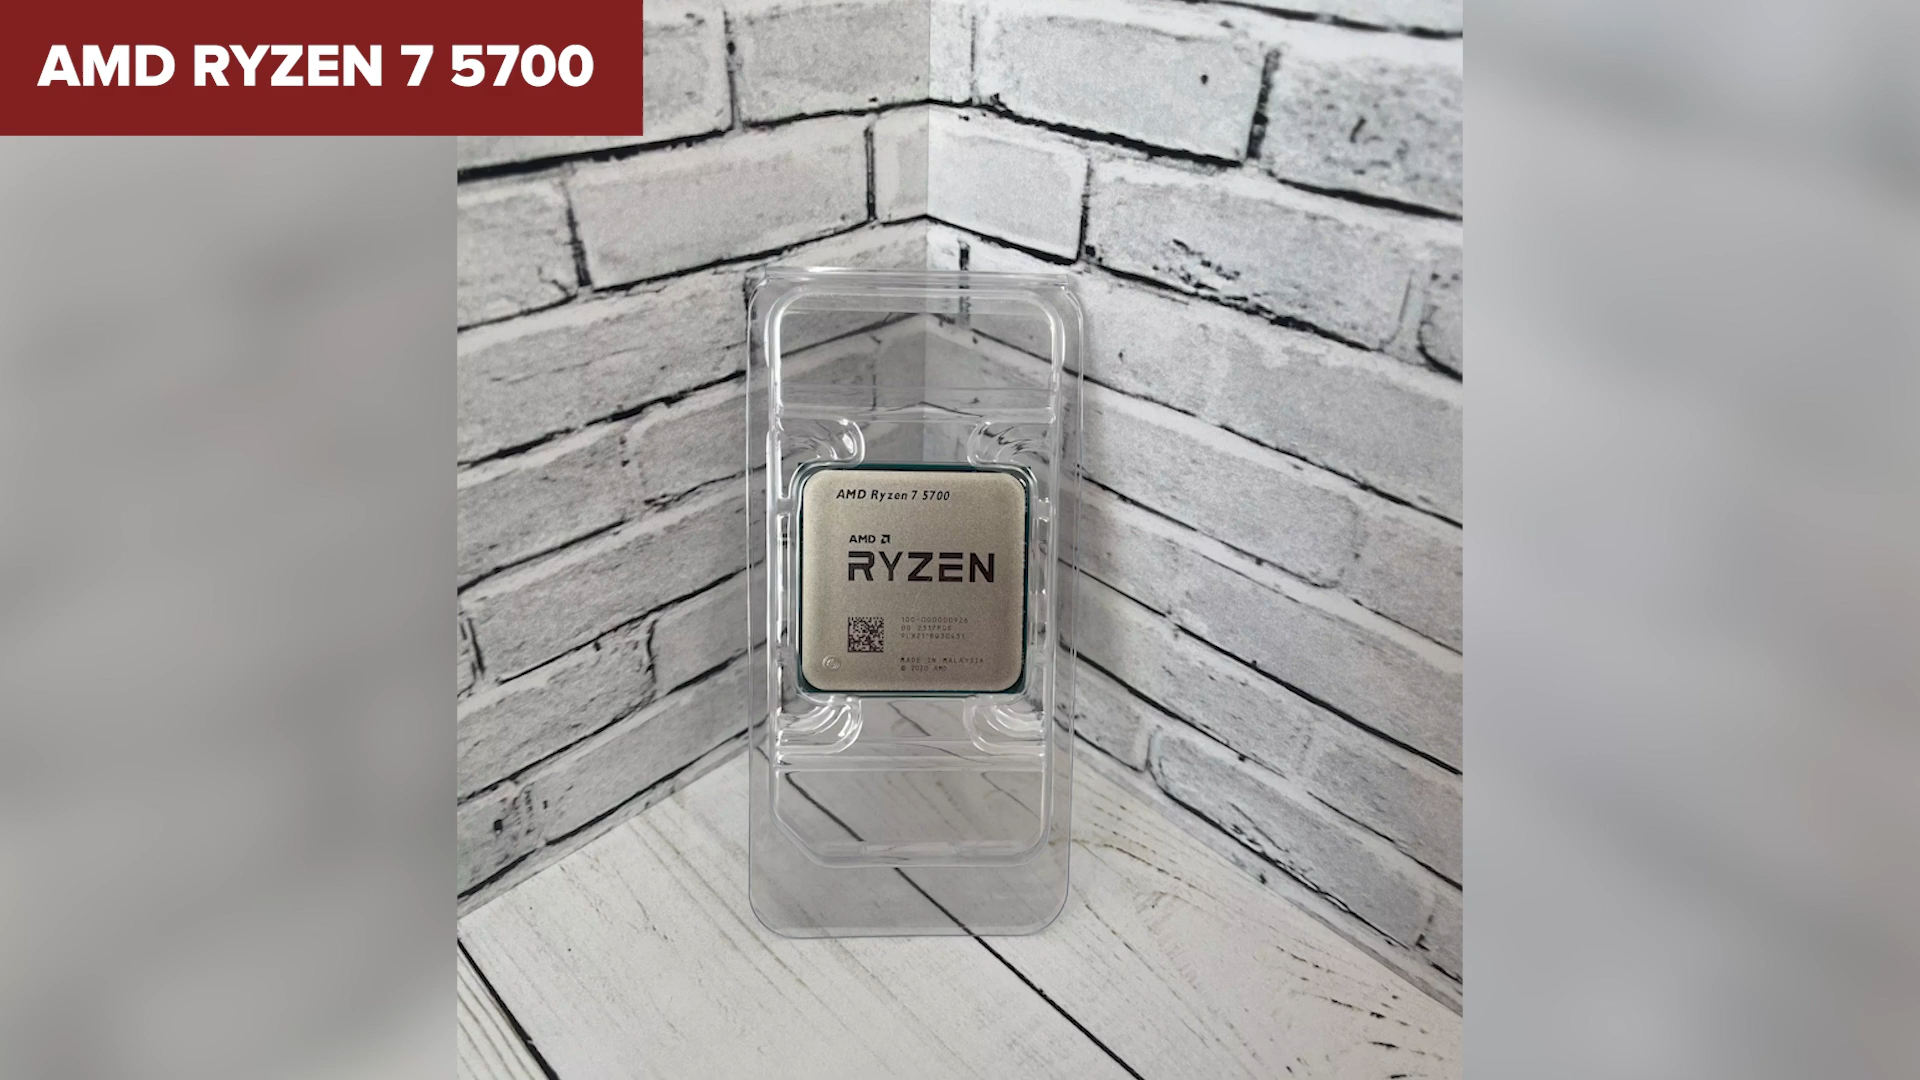 AMD RYZEN 7 5700
AMD Ryzen 7 5700
AMD
RYZEN
MADE IN MALAYSIA
© 2020 AMD